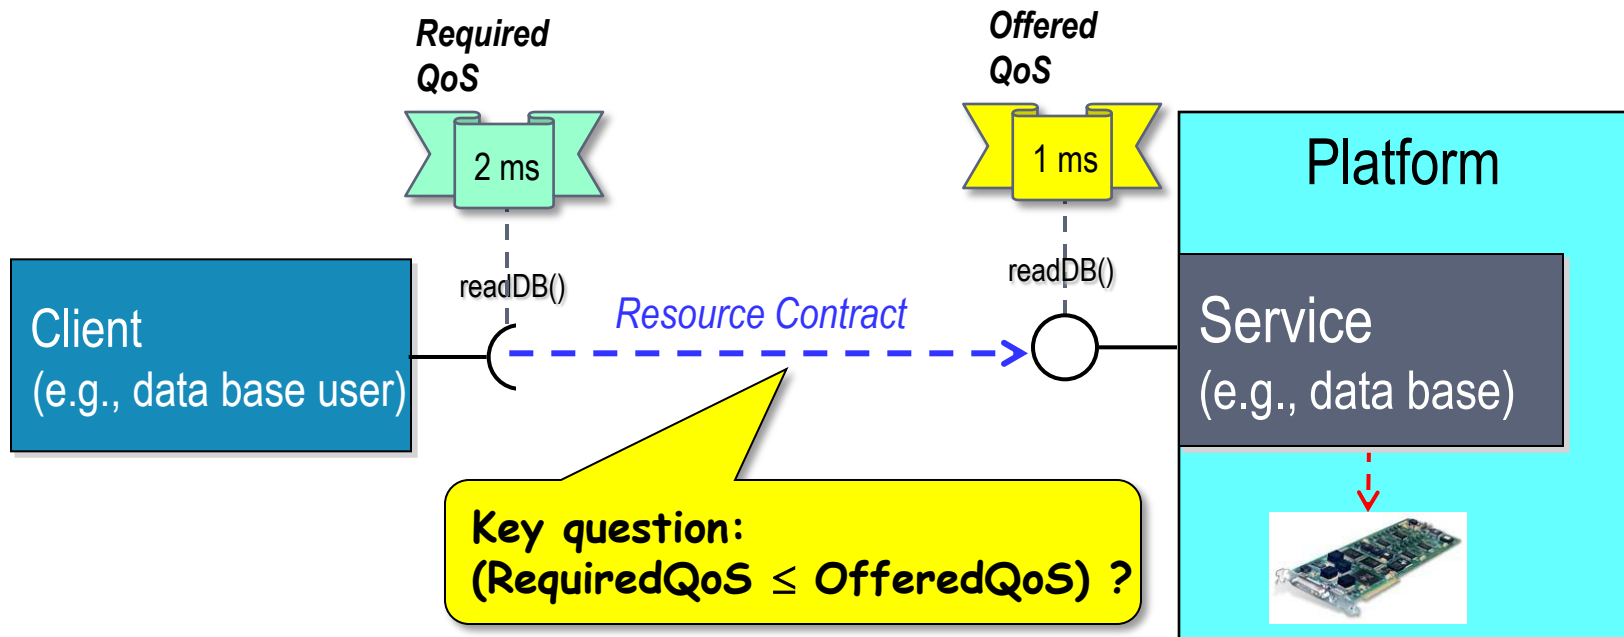 Required
QoS
Offered
QoS
2 ms
1 ms
Platform
readDB()
readDB()
Resource Contract
Client
(e.g., data base user)
Service
(e.g., data base)
Key question:
(RequiredQoS ≤ OfferedQoS) ?